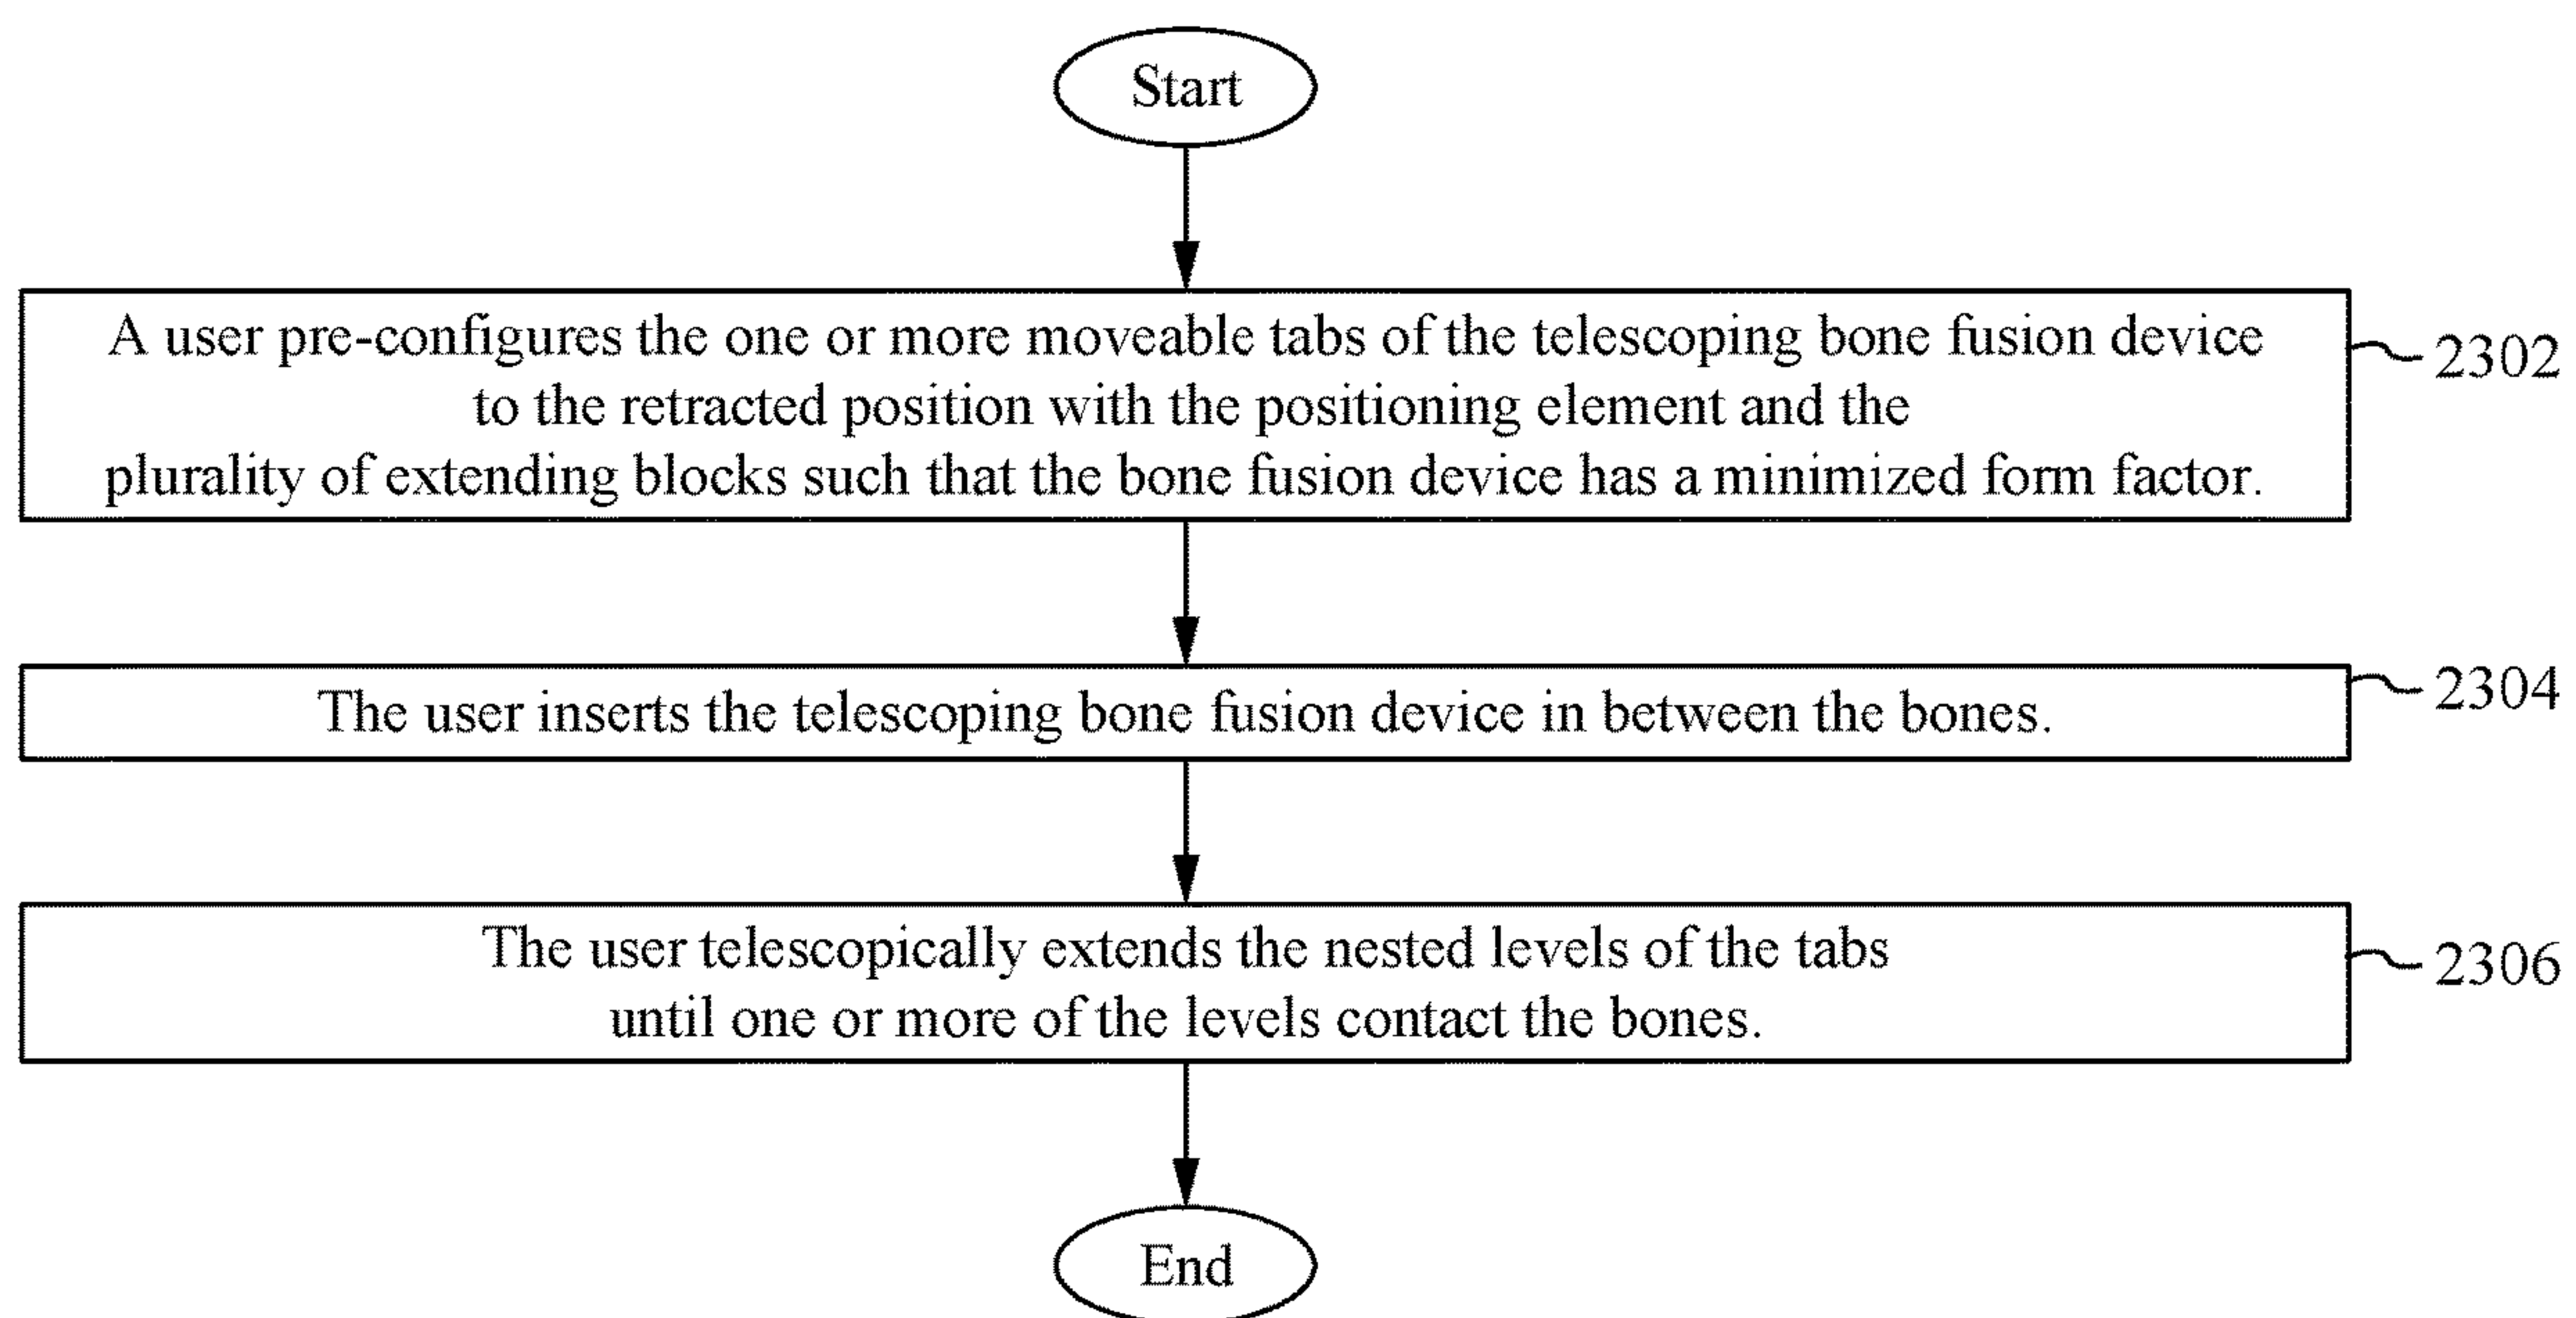 Start
A user pre-configures the one or more moveable tabs of the telescoping bone fusion device
to the retracted position with the positioning element and the
plurality of extending blocks such that the bone fusion device has a minimized form factor.
2302
The user inserts the telescoping bone fusion device in between the bones.
2304
The user telescopically extends the nested levels of the tabs
until one or more of the levels contact the bones.
2306
End